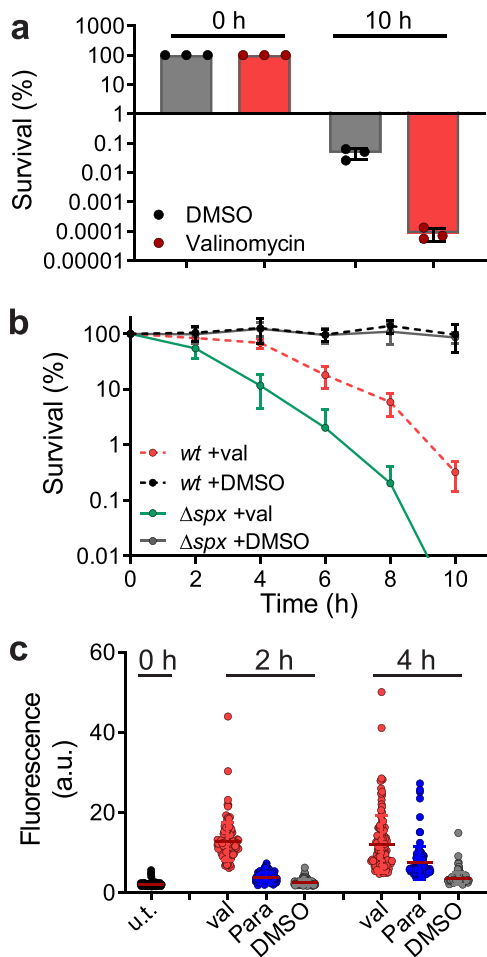 a
0 h 10 h
1000
100
10
1
0.1
0.01
0.001
0.0001
0.00001
Survival (%)
DMSO
Valinomycin
b
100
10
1
0.1
0.01
Survival (%)
wt +val
wt +DMSO
Δspx +val
Δspx +DMSO
0 2 4 6 8 10
Time (h)
c
60
40
20
0
Fluorescence
(a.u.)
0 h 2 h 4 h
u.t. val Para DMSO val Para DMSO